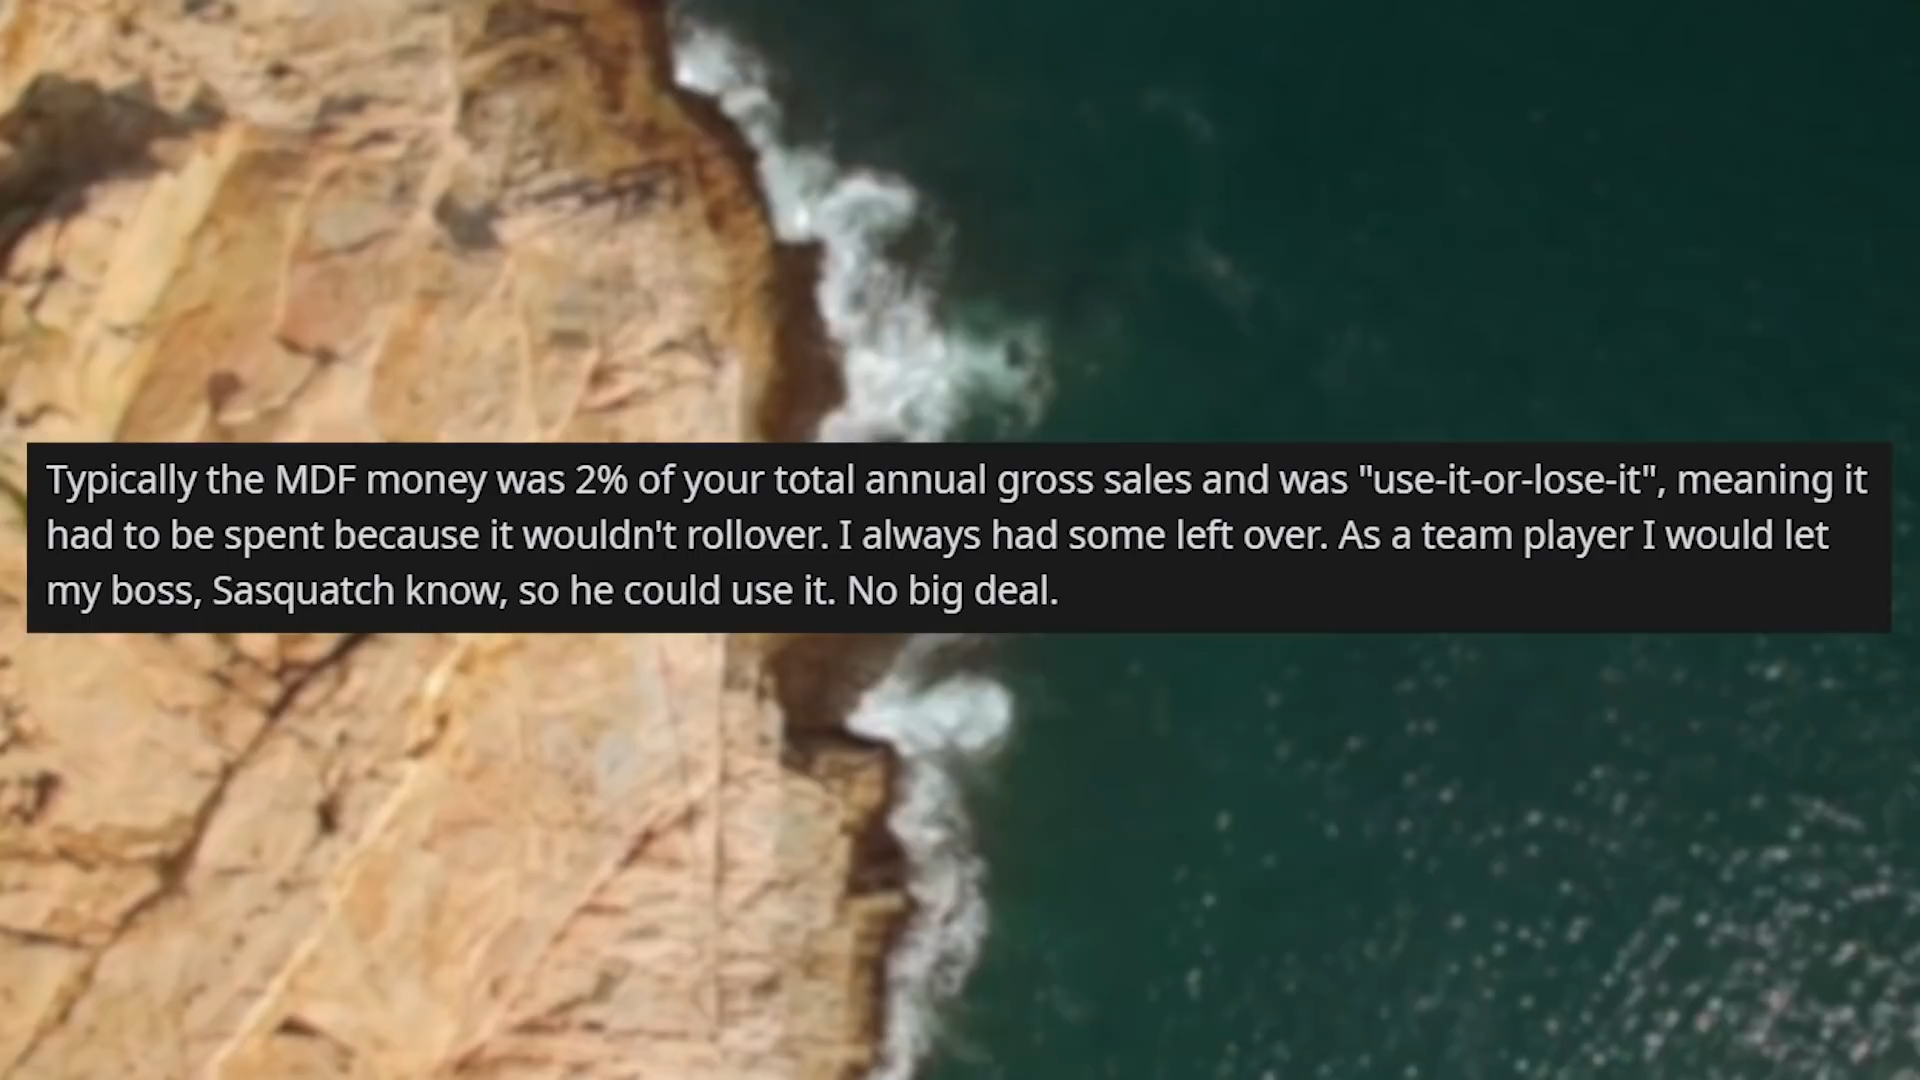 Typically the MDF money was 2% of your total annual gross sales and was "use-it-or-lose-it", meaning it
had to be spent because it wouldn't rollover. I always had some left over. As a team player I would let
my boss, Sasquatch know, so he could use it. No big deal.